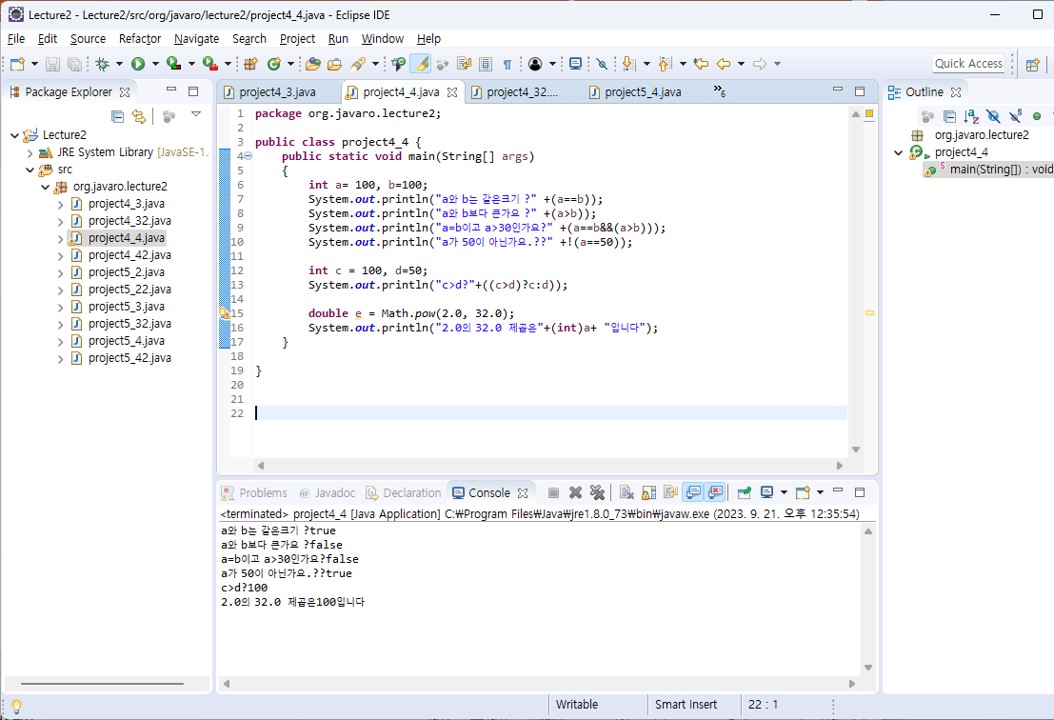 Lecture2 - Lecture2/src/org/javaro/lecture2/project4_4.java - Eclipse IDE
File Edit Source Refactor Navigate Search Project Run Window Help
Quick Access
Package Explorer
Lecture2
JRE System Library [JavaSE-1.
src
org.javaro.lecture2
project4_3.java
project4_32.java
project4_4.java
project4_42.java
project5_2.java
project5_22.java
project5_3.java
project5_32.java
project5_4.java
project5_42.java
project4_3.java project4_4.java project4_32.... project5_4.java »6
1 package org.javaro.lecture2;
2
3 public class project4_4 {
4 public static void main(String[] args)
5 {
6 int a= 100, b=100;
7 System.out.println("a와 b는 같은크기 ?" +(a==b));
8 System.out.println("a와 b보다 큰가요 ?" +(a>b));
9 System.out.println("a=b이고 a>30인가요?" +(a==b&&(a>b)));
10 System.out.println("a가 50이 아닌가요.??" +!(a==50));
11
12 int c = 100, d=50;
13 System.out.println("c>d?"+((c>d)?c:d));
14
15 double e = Math.pow(2.0, 32.0);
16 System.out.println("2.0의 32.0 제곱은"+(int)a+ "입니다");
17 }
18
19 }
20
21
22
Outline
org.javaro.lecture2
project4_4
main(String[]) : void
Problems Javadoc Declaration Console
<terminated> project4_4 [Java Application] C:₩Program Files₩Java₩jre1.8.0_73₩bin₩javaw.exe (2023. 9. 21. 오후 12:35:54)
a와 b는 같은크기 ?true
a와 b보다 큰가요 ?false
a=b이고 a>30인가요?false
a가 50이 아닌가요.??true
c>d?100
2.0의 32.0 제곱은100입니다
Writable Smart Insert 22 : 1